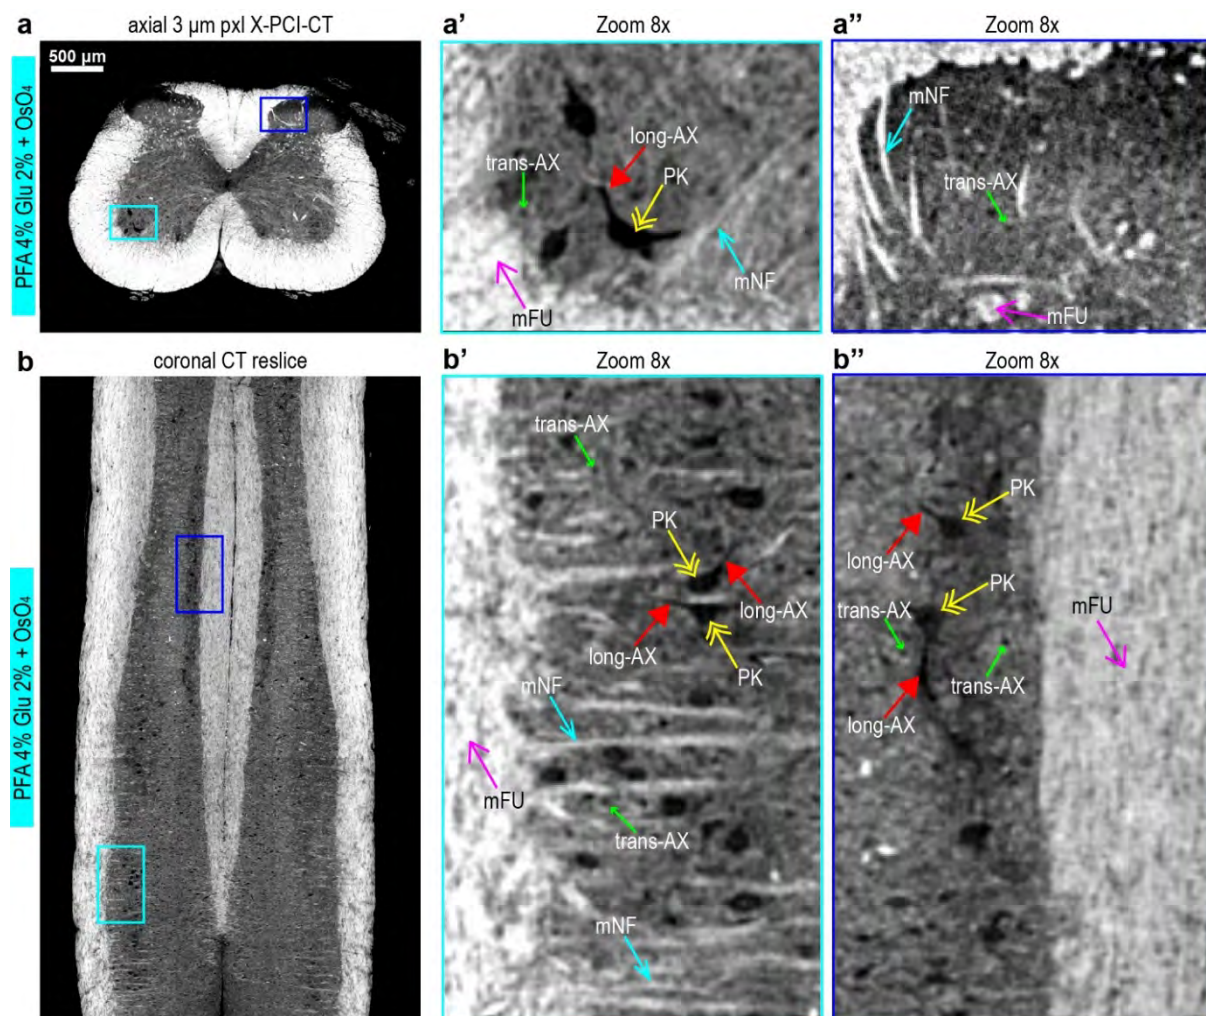 a
axial 3 µm pxl X-PCI-CT
500 µm
PFA 4% Glu 2% + OsO₄
a'
Zoom 8x
long-AX
trans-AX
PK
mNF
mFU
a"
Zoom 8x
mNF
trans-AX
mFU
b
coronal CT reslice
PFA 4% Glu 2% + OsO₄
b'
Zoom 8x
trans-AX
PK
long-AX
long-AX
PK
mNF
mFU
trans-AX
mNF
b"
Zoom 8x
PK
long-AX
PK
trans-AX
mFU
trans-AX
long-AX